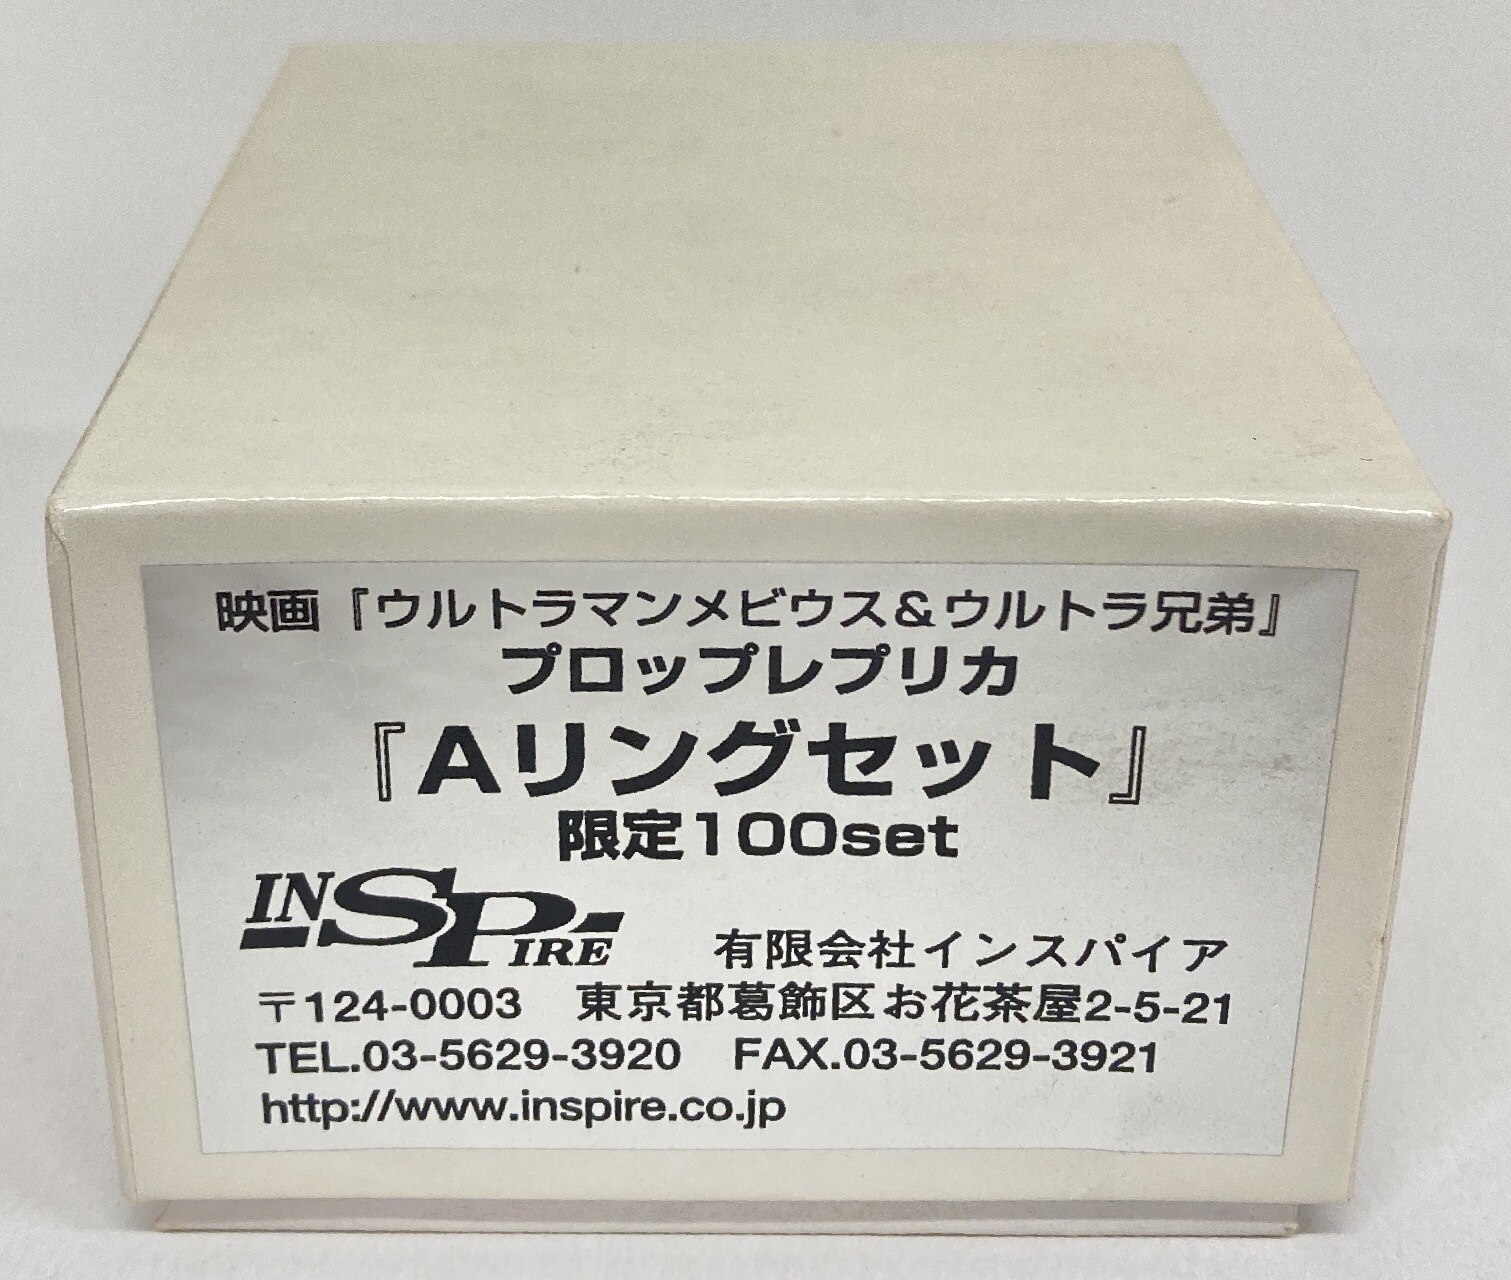 映画『ウルトラマンメビウス&ウルトラ兄弟』
プロップレプリカ
『Aリングセット』
限定100set
INSPIRE 有限会社インスパイア
〒124-0003 東京都葛飾区お花茶屋2-5-21
TEL.03-5629-3920 FAX.03-5629-3921
http://www.inspire.co.jp